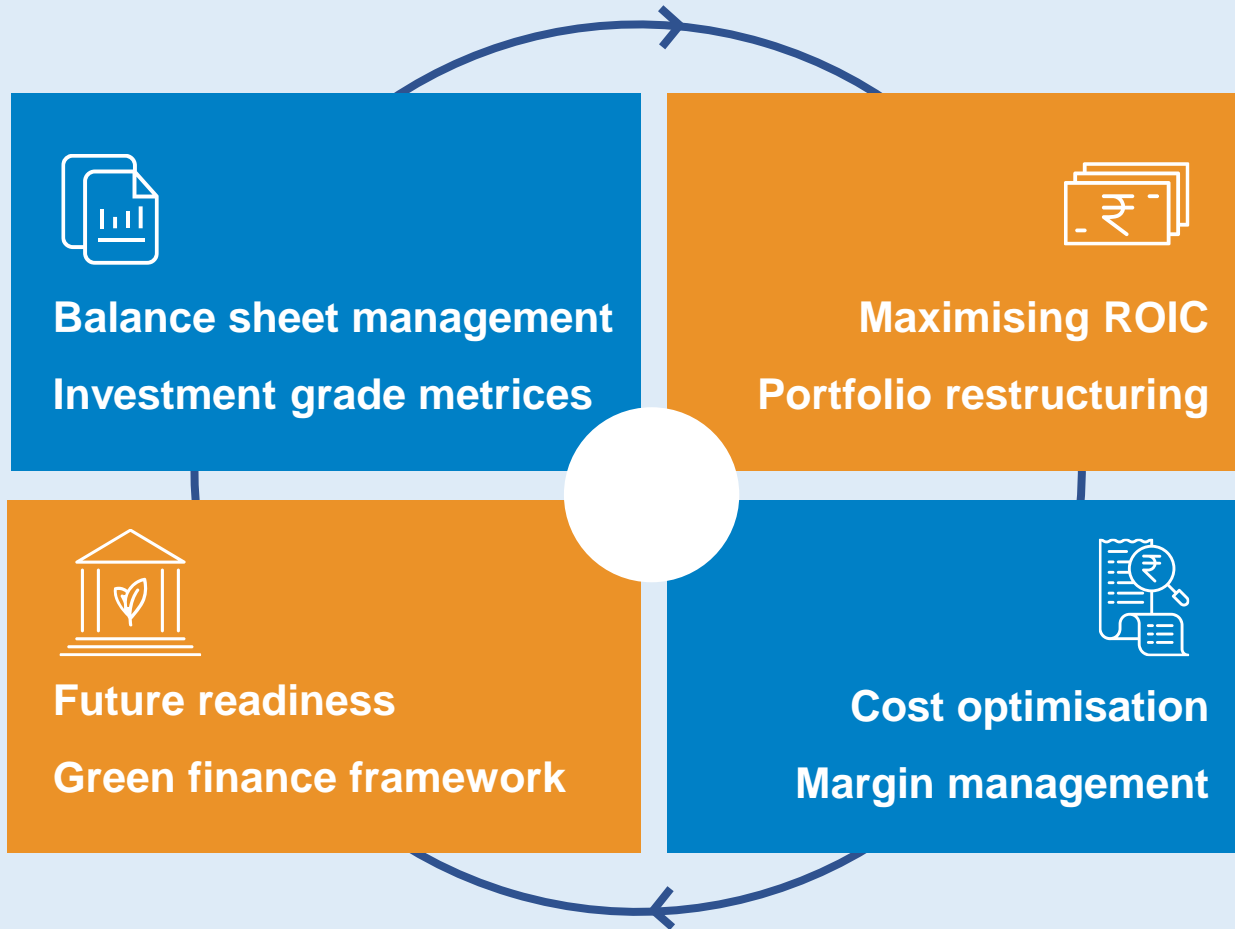 Balance sheet management
Investment grade metrices
Maximising ROIC
Portfolio restructuring
Future readiness
Green finance framework
Cost optimisation
Margin management